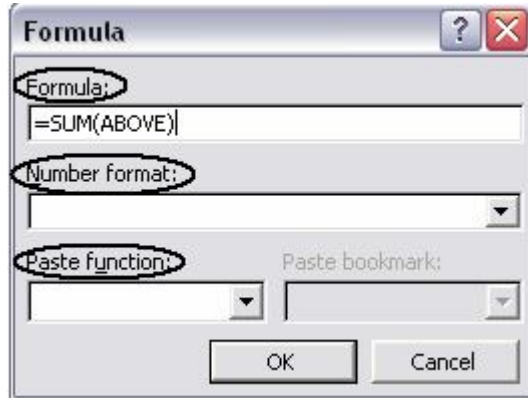 Formula
?
Formula:
=SUM(ABOVE)
Number format:
Paste function:
Paste bookmark:
OK
Cancel